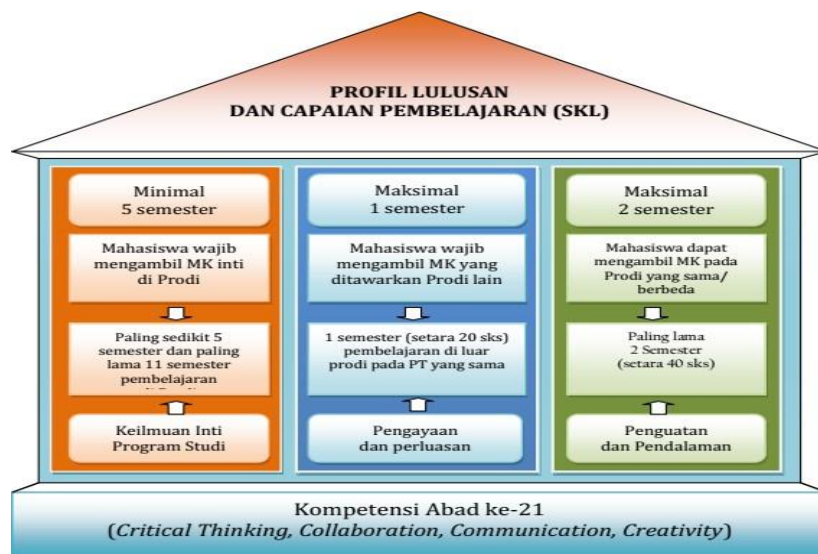 PROFIL LULUSAN
DAN CAPAIAN PEMBELAJARAN (SKL)
Minimal
5 semester
Mahasiswa wajib
mengambil MK inti
di Prodi
Paling sedikit 5
semester dan paling
lama 11 semester
pembelajaran
Keilmuan Inti
Program Studi
Maksimal
1 semester
Mahasiswa wajib
mengambil MK yang
ditawarkan Prodi lain
1 semester (setara 20 sks)
pembelajaran di luar
prodi pada PT yang sama
Pengayaan
dan perluasan
Maksimal
2 semester
Mahasiswa dapat
mengambil MK pada
Prodi yang sama/
berbeda
Paling lama
2 Semester
(setara 40 sks)
Penguatan
dan Pendalaman
Kompetensi Abad ke-21
(Critical Thinking, Collaboration, Communication, Creativity)